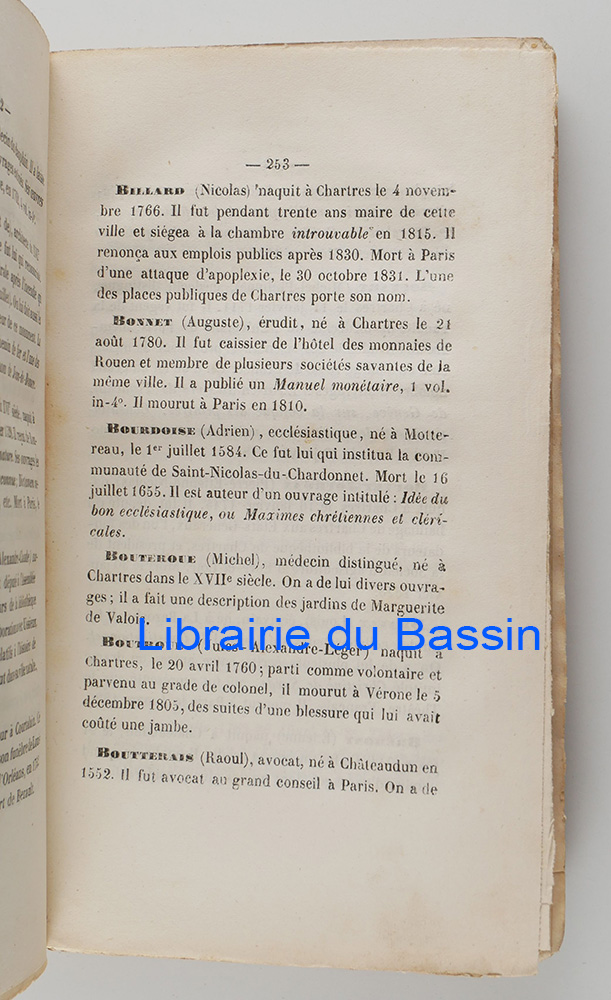 — 253 —
BILLARD (Nicolas) naquit à Chartres le 4 novem-
bre 1766. Il fut pendant trente ans maire de cette
ville et siégea à la chambre introuvable en 1815. Il
renonça aux emplois publics après 1830. Mort à Paris
d'une attaque d'apoplexie, le 30 octobre 1831. L'une
des places publiques de Chartres porte son nom.
BONNET (Auguste), érudit, né à Chartres le 21
août 1780. Il fut caissier de l'hôtel des monnaies de
Rouen et membre de plusieurs sociétés savantes de la
même ville. Il a publié un Manuel monétaire, 1 vol.
in-4°. Il mourut à Paris en 1810.
BOURDOISE (Adrien), ecclésiastique, né à Motte-
reau, le 1er juillet 1584. Ce fut lui qui institua la com-
munauté de Saint-Nicolas-du-Chardonnet. Mort le 16
juillet 1655. Il est auteur d'un ouvrage intitulé : Idée du
bon ecclésiastique, ou Maximes chrétiennes et cléri-
cales.
BOUTEROUE (Michel), médecin distingué, né à
Chartres dans le XVIIe siècle. On a de lui divers ouvra-
ges ; il a fait une description des jardins de Marguerite
de Valois.
Librairie du Bassin
(Jules-Alexandre-Léger) naquit à
Chartres, le 20 avril 1760 ; parti comme volontaire et
parvenu au grade de colonel, il mourut à Vérone le 5
décembre 1805, des suites d'une blessure qui lui avait
coûté une jambe.
BOUTTERAIS (Raoul), avocat, né à Châteaudun en
1552. Il fut avocat au grand conseil à Paris. On a de